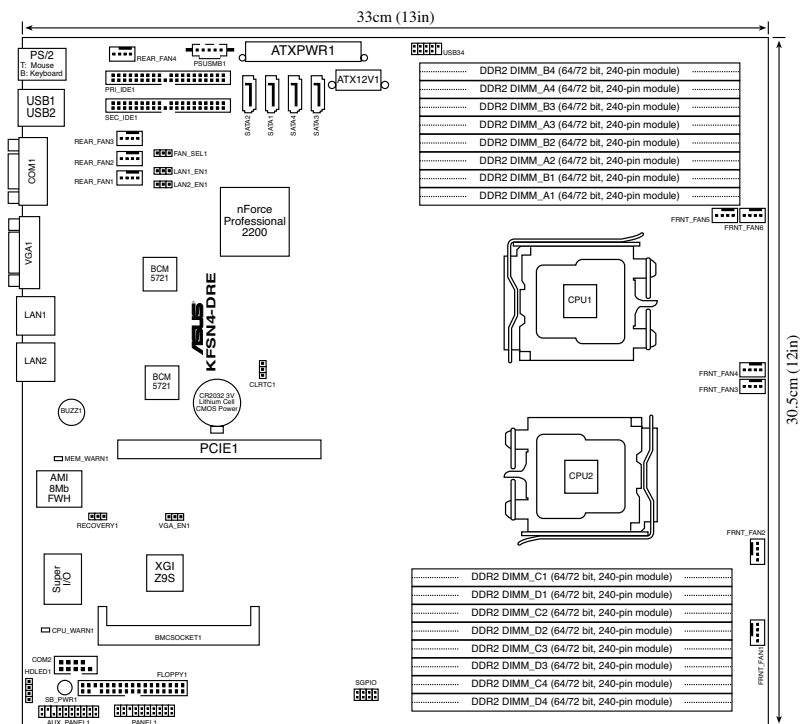 33cm (13in)
PS/2
T: Mouse
B: Keyboard
REAR_FAN4
PSUSMB1
ATXPWR1
USB34
PRI_IDE1
ATX12V1
USB1
USB2
SEC_IDE1
SATA2
SATA1
SATA4
SATA3
DDR2 DIMM_B4 (64/72 bit, 240-pin module)
DDR2 DIMM_A4 (64/72 bit, 240-pin module)
DDR2 DIMM_B3 (64/72 bit, 240-pin module)
DDR2 DIMM_A3 (64/72 bit, 240-pin module)
DDR2 DIMM_B2 (64/72 bit, 240-pin module)
DDR2 DIMM_A2 (64/72 bit, 240-pin module)
DDR2 DIMM_B1 (64/72 bit, 240-pin module)
DDR2 DIMM_A1 (64/72 bit, 240-pin module)
REAR_FAN3
FAN_SEL1
REAR_FAN2
LAN1_EN1
REAR_FAN1
LAN2_EN1
COM1
nForce
Professional
2200
FRNT_FAN5
FRNT_FAN6
VGA1
BCM
5721
CPU1
LAN1
ASUS
KFSN4-DRE
LAN2
BCM
5721
CLRTC1
FRNT_FAN4
FRNT_FAN3
30.5cm (12in)
CR2032 3V
Lithium Cell
CMOS Power
BUZZ1
PCIE1
MEM_WARN1
CPU2
AMI
8Mb
FWH
RECOVERY1
VGA_EN1
FRNT_FAN2
Super
I/O
XGI
Z9S
DDR2 DIMM_C1 (64/72 bit, 240-pin module)
DDR2 DIMM_D1 (64/72 bit, 240-pin module)
DDR2 DIMM_C2 (64/72 bit, 240-pin module)
DDR2 DIMM_D2 (64/72 bit, 240-pin module)
DDR2 DIMM_C3 (64/72 bit, 240-pin module)
DDR2 DIMM_D3 (64/72 bit, 240-pin module)
DDR2 DIMM_C4 (64/72 bit, 240-pin module)
DDR2 DIMM_D4 (64/72 bit, 240-pin module)
CPU_WARN1
BMCSOCKET1
FRNT_FAN1
COM2
HDLED1
FLOPPY1
SB_PWR1
SGPIO
AUX_PANEL1
PANEL1